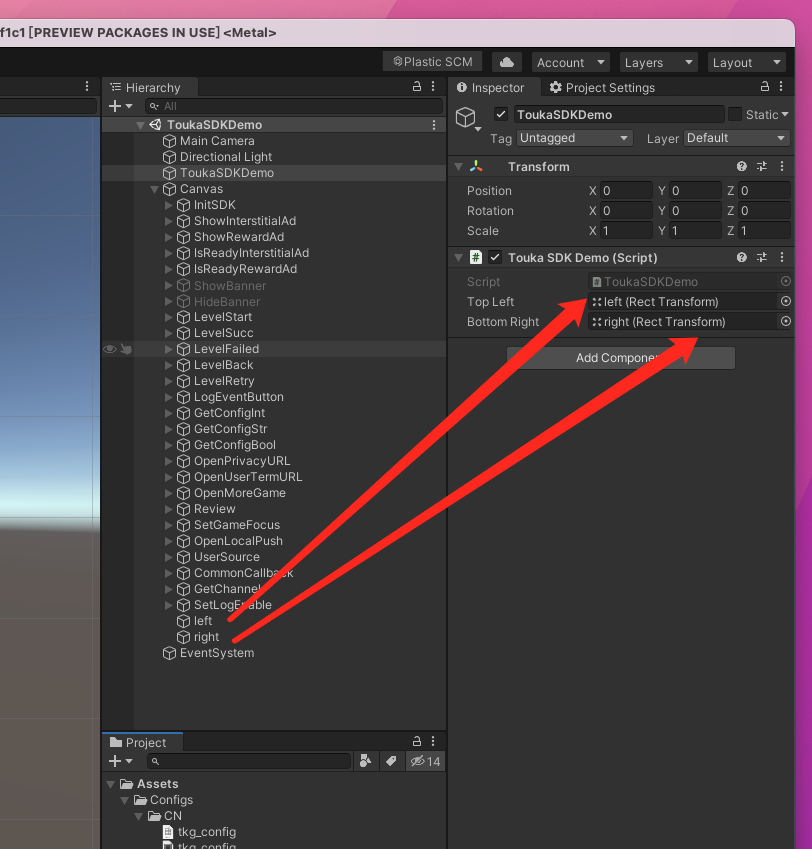 f1c1 [PREVIEW PACKAGES IN USE] <Metal>
Plastic SCM
Account
Layers
Layout
Hierarchy
All
ToukaSDKDemo
Main Camera
Directional Light
ToukaSDKDemo
Canvas
InitSDK
ShowInterstitialAd
ShowRewardAd
IsReadyInterstitialAd
IsReadyRewardAd
ShowBanner
HideBanner
LevelStart
LevelSucc
LevelFailed
LevelBack
LevelRetry
LogEventButton
GetConfigInt
GetConfigStr
GetConfigBool
OpenPrivacyURL
OpenUserTermURL
OpenMoreGame
Review
SetGameFocus
OpenLocalPush
UserSource
CommonCallback
GetChannel
SetLogEnable
left
right
EventSystem
Inspector
Project Settings
ToukaSDKDemo
Static
Tag Untagged Layer Default
Transform
Position X 0 Y 0 Z 0
Rotation X 0 Y 0 Z 0
Scale X 1 Y 1 Z 1
# Touka SDK Demo (Script)
Script # ToukaSDKDemo
Top Left left (Rect Transform)
Bottom Right right (Rect Transform)
Add Component
Project
14
Assets
Configs
CN
tkg_config
tkg_config